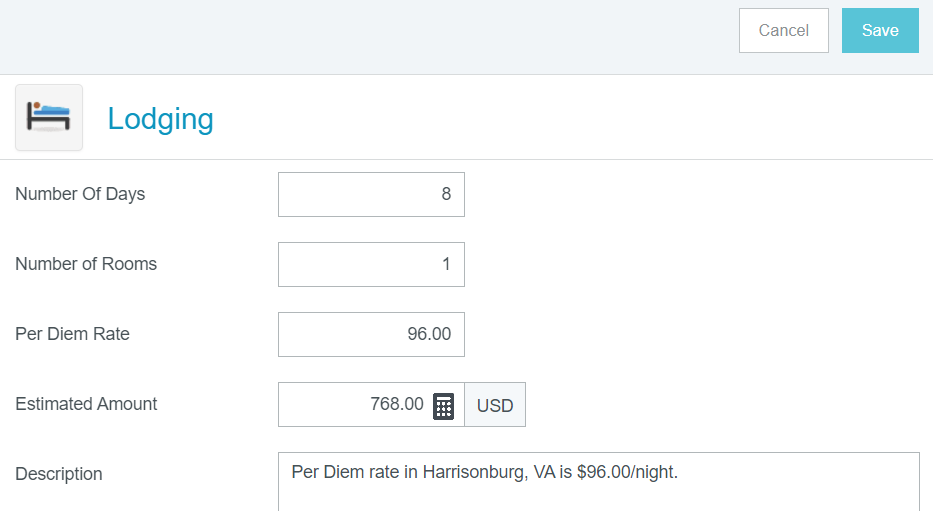 Cancel Save
Lodging
Number Of Days 8
Number of Rooms 1
Per Diem Rate 96.00
Estimated Amount 768.00 USD
Description Per Diem rate in Harrisonburg, VA is $96.00/night.